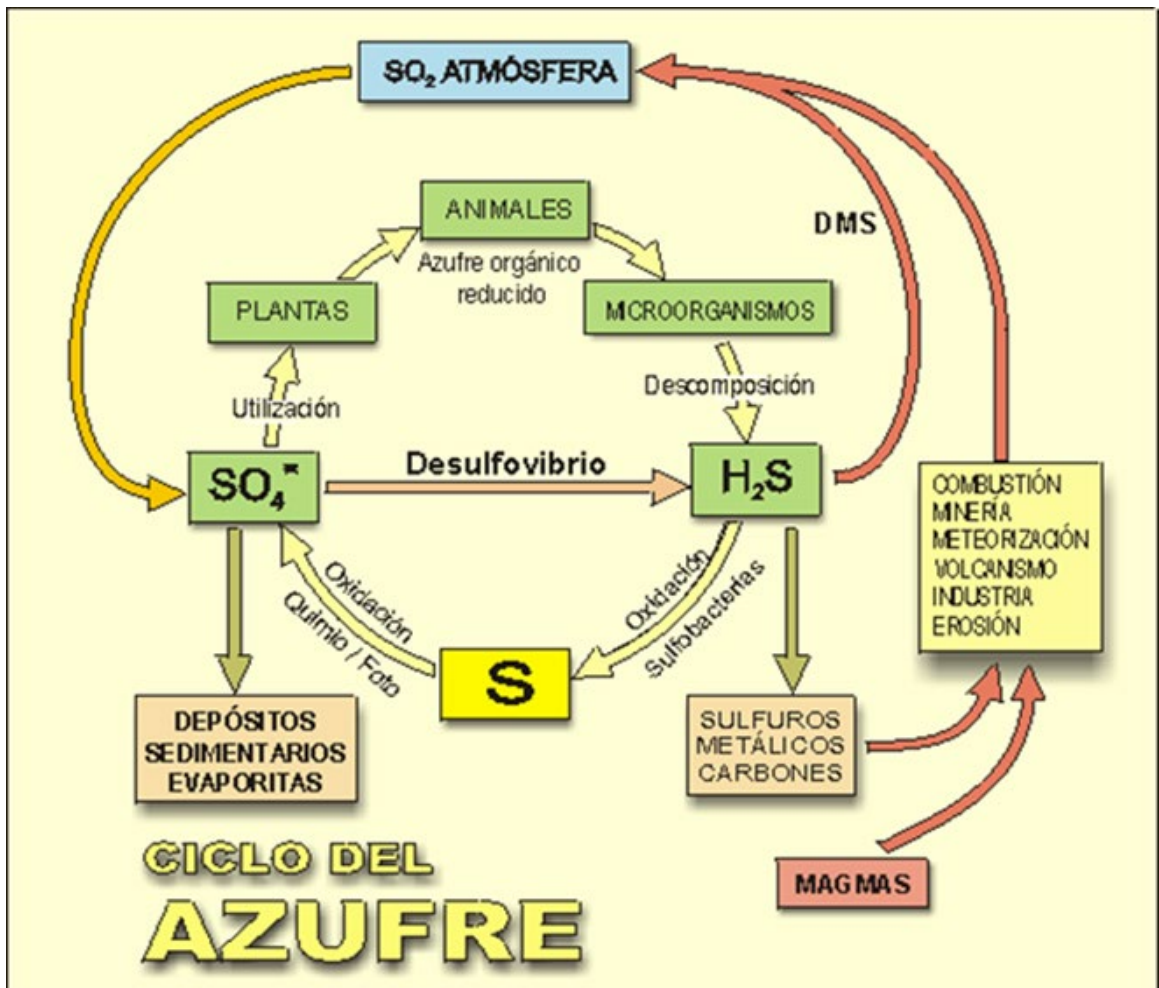 SO₂ ATMÓSFERA
ANIMALES
Azufre orgánico
reducido
DMS
PLANTAS
MICROORGANISMOS
Utilización
Descomposición
SO₄⁼
Desulfovibrio
H₂S
COMBUSTIÓN
MINERÍA
METEORIZACIÓN
VOLCANISMO
INDUSTRIA
EROSIÓN
Oxidación
Quimio / Foto
Oxidación
Sulfobacterias
S
DEPÓSITOS
SEDIMENTARIOS
EVAPORITAS
SULFUROS
METÁLICOS
CARBONES
MAGMAS
CICLO DEL
AZUFRE